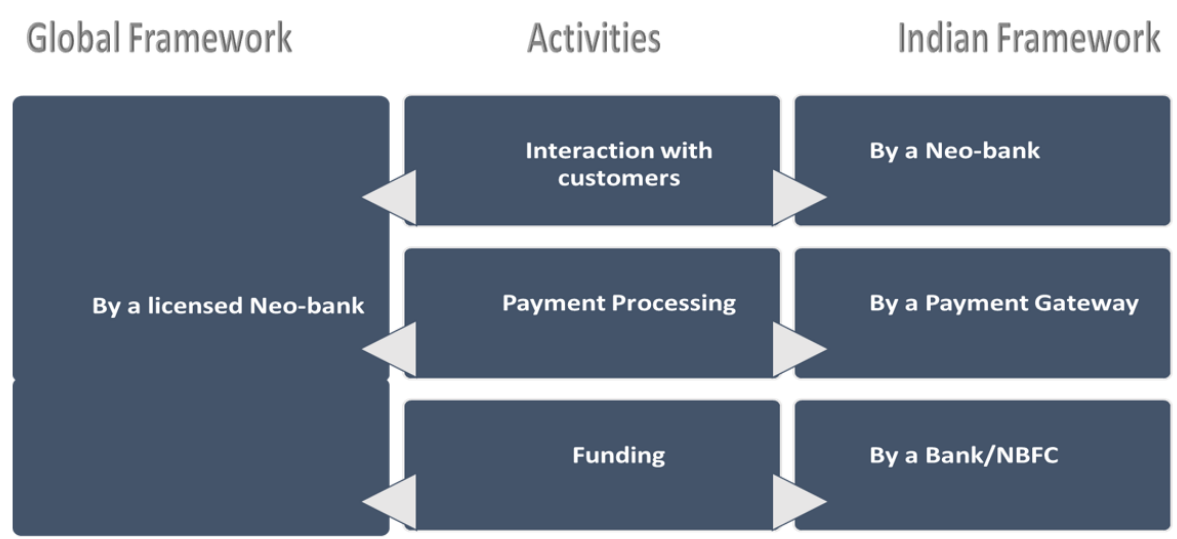 Global Framework
Activities
Indian Framework
Interaction with
customers
By a Neo-bank
By a licensed Neo-bank
Payment Processing
By a Payment Gateway
Funding
By a Bank/NBFC